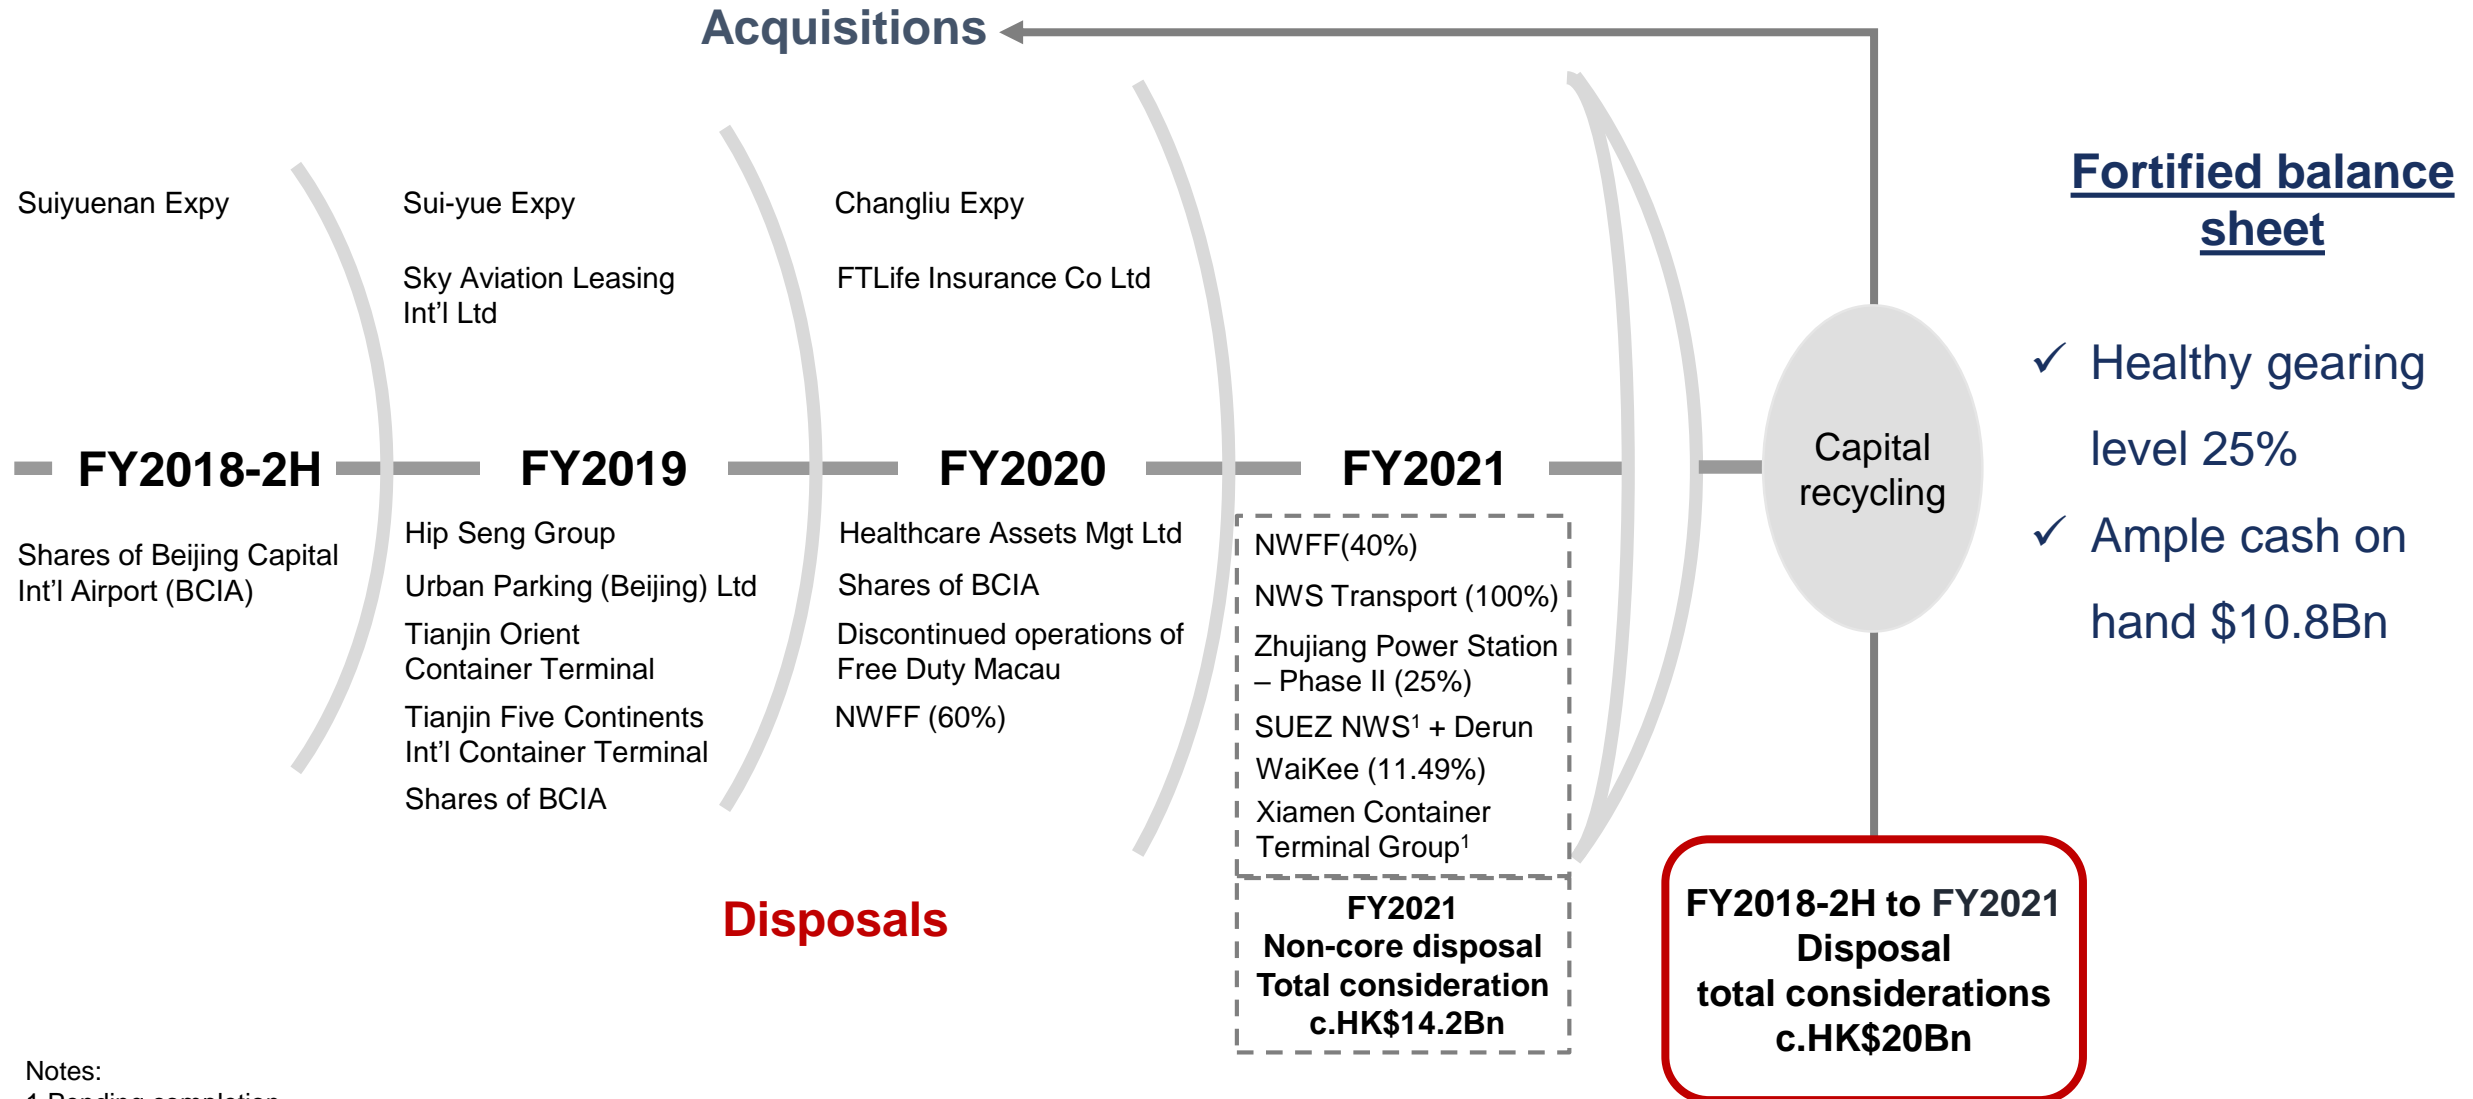 Acquisitions
Suiyuenan Expy
Sui-yue Expy
Sky Aviation Leasing
Int’l Ltd
Changliu Expy
FTLife Insurance Co Ltd
FY2018-2H
FY2019
FY2020
FY2021
Shares of Beijing Capital
Int’l Airport (BCIA)
Hip Seng Group
Urban Parking (Beijing) Ltd
Tianjin Orient
Container Terminal
Tianjin Five Continents
Int’l Container Terminal
Shares of BCIA
Healthcare Assets Mgt Ltd
Shares of BCIA
Discontinued operations of
Free Duty Macau
NWFF (60%)
NWFF(40%)
NWS Transport (100%)
Zhujiang Power Station
– Phase II (25%)
SUEZ NWS¹ + Derun
WaiKee (11.49%)
Xiamen Container
Terminal Group¹
FY2021
Non-core disposal
Total consideration
c.HK$14.2Bn
Disposals
Capital
recycling
FY2018-2H to FY2021
Disposal
total considerations
c.HK$20Bn
Fortified balance
sheet
✓ Healthy gearing
level 25%
✓ Ample cash on
hand $10.8Bn
Notes:
1 Pending completion